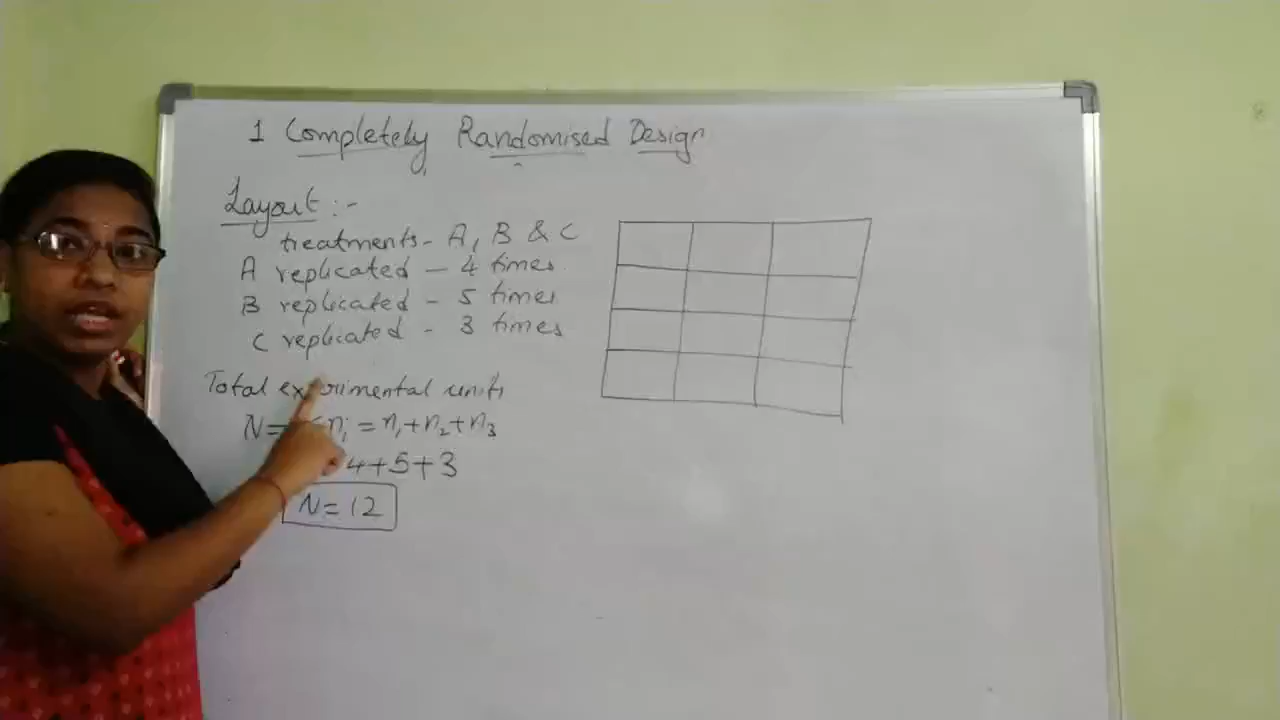 1 Completely Randomised Design
Layout :-
treatments - A, B & C
A replicated - 4 times
B replicated - 5 times
C replicated - 3 times
Total experimental units
N= nᵢ = n₁+n₂+n₃
4+5+3
N=12